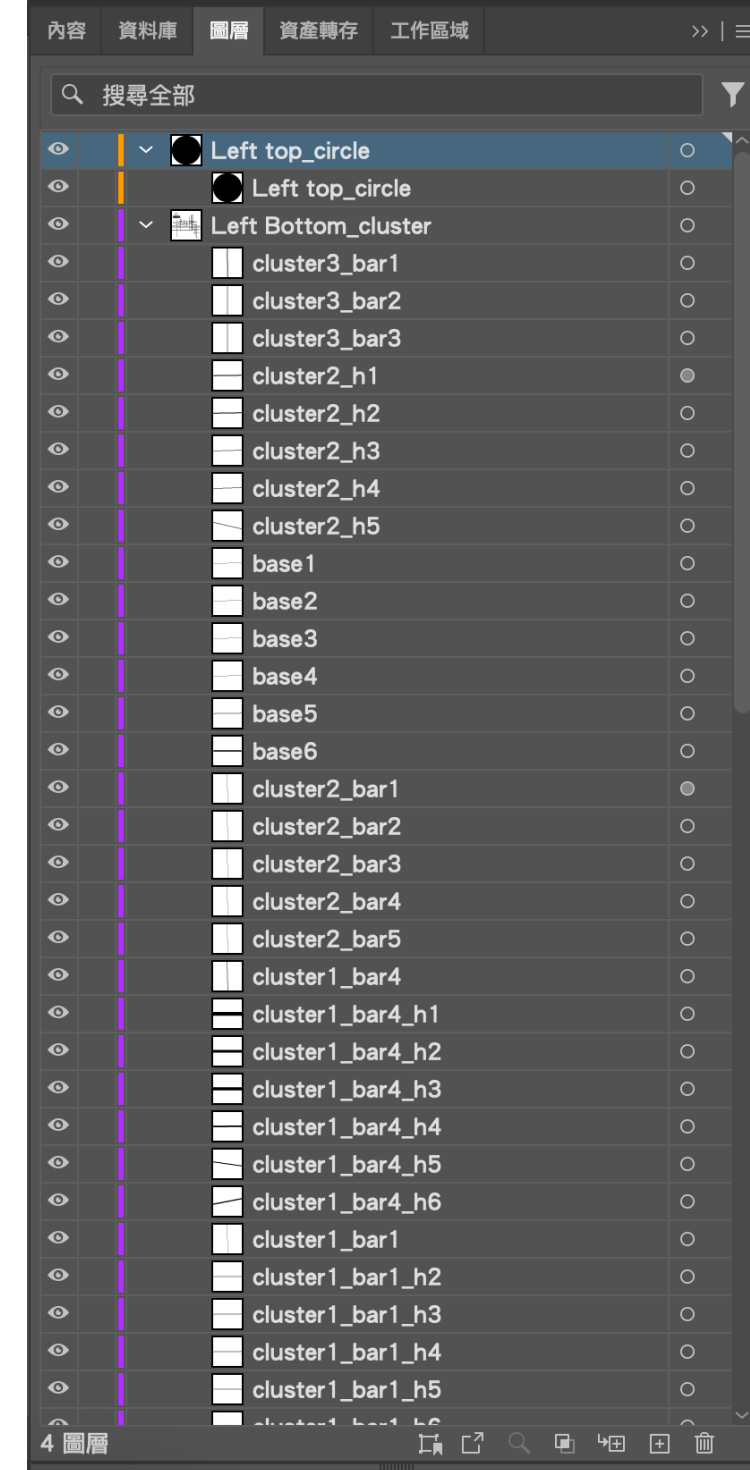 內容 資料庫 圖層 資產轉存 工作區域
搜尋全部
Left top_circle
Left top_circle
Left Bottom_cluster
cluster3_bar1
cluster3_bar2
cluster3_bar3
cluster2_h1
cluster2_h2
cluster2_h3
cluster2_h4
cluster2_h5
base1
base2
base3
base4
base5
base6
cluster2_bar1
cluster2_bar2
cluster2_bar3
cluster2_bar4
cluster2_bar5
cluster1_bar4
cluster1_bar4_h1
cluster1_bar4_h2
cluster1_bar4_h3
cluster1_bar4_h4
cluster1_bar4_h5
cluster1_bar4_h6
cluster1_bar1
cluster1_bar1_h2
cluster1_bar1_h3
cluster1_bar1_h4
cluster1_bar1_h5
cluster1_bar1_h6
4 圖層